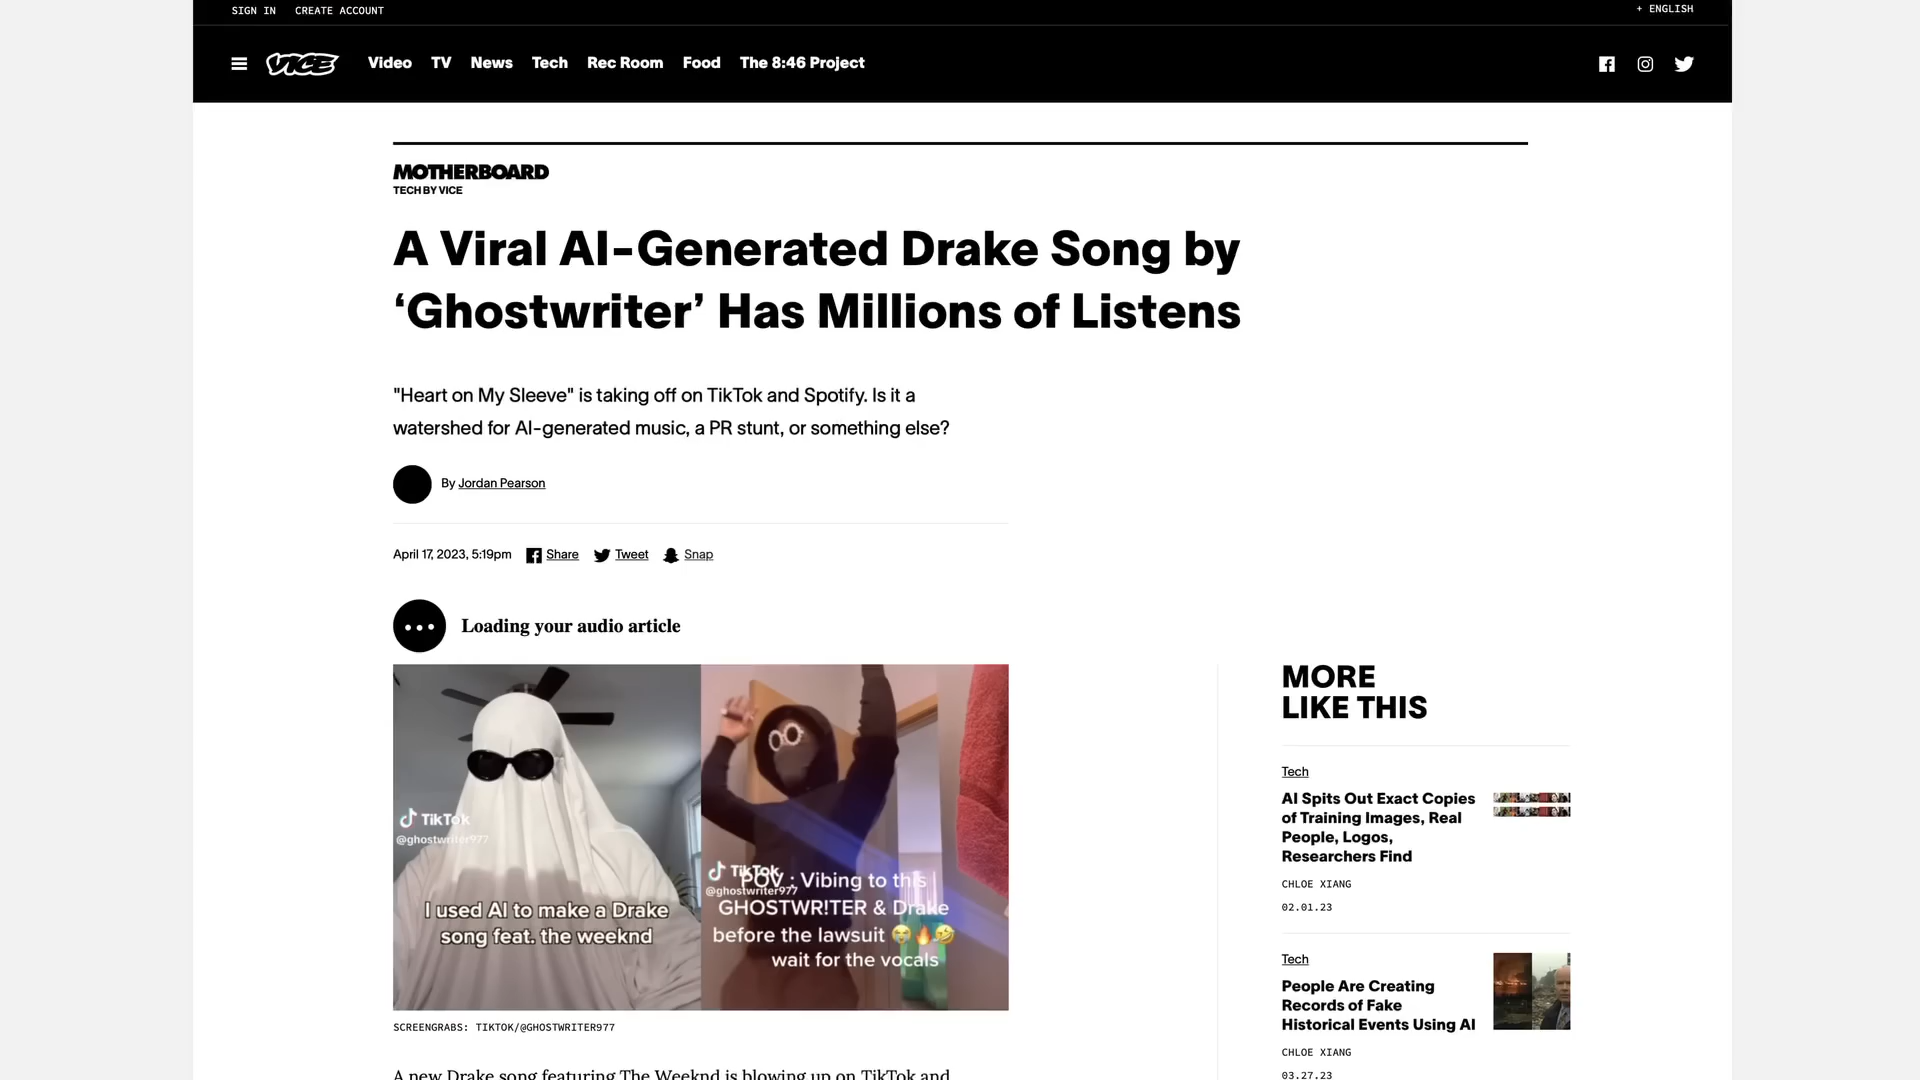 SIGN IN CREATE ACCOUNT
+ ENGLISH
VICE Video TV News Tech Rec Room Food The 8:46 Project
MOTHERBOARD
TECH BY VICE
A Viral AI-Generated Drake Song by
‘Ghostwriter’ Has Millions of Listens
"Heart on My Sleeve" is taking off on TikTok and Spotify. Is it a
watershed for AI-generated music, a PR stunt, or something else?
By Jordan Pearson
April 17, 2023, 5:19pm Share Tweet Snap
Loading your audio article
TikTok
@ghostwriter977
I used AI to make a Drake
song feat. the weeknd
TikTok
@ghostwriter977
POV : Vibing to this
GHOSTWR!TER & Drake
before the lawsuit 😭🔥🤣
wait for the vocals
SCREENGRABS: TIKTOK/@GHOSTWRITER977
A new Drake song featuring The Weeknd is blowing up on TikTok and
MORE
LIKE THIS
Tech
AI Spits Out Exact Copies
of Training Images, Real
People, Logos,
Researchers Find
CHLOE XIANG
02.01.23
Tech
People Are Creating
Records of Fake
Historical Events Using AI
CHLOE XIANG
03.27.23